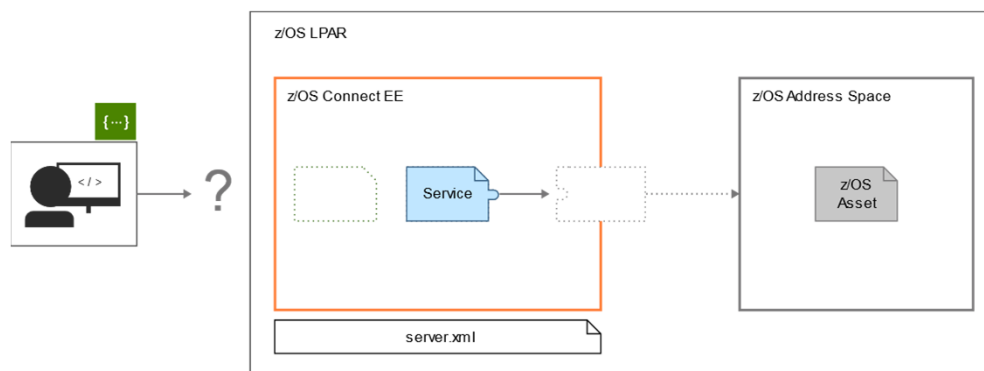 z/OS LPAR
z/OS Connect EE
z/OS Address Space
{...}
</>
?
Service
z/OS
Asset
server.xml